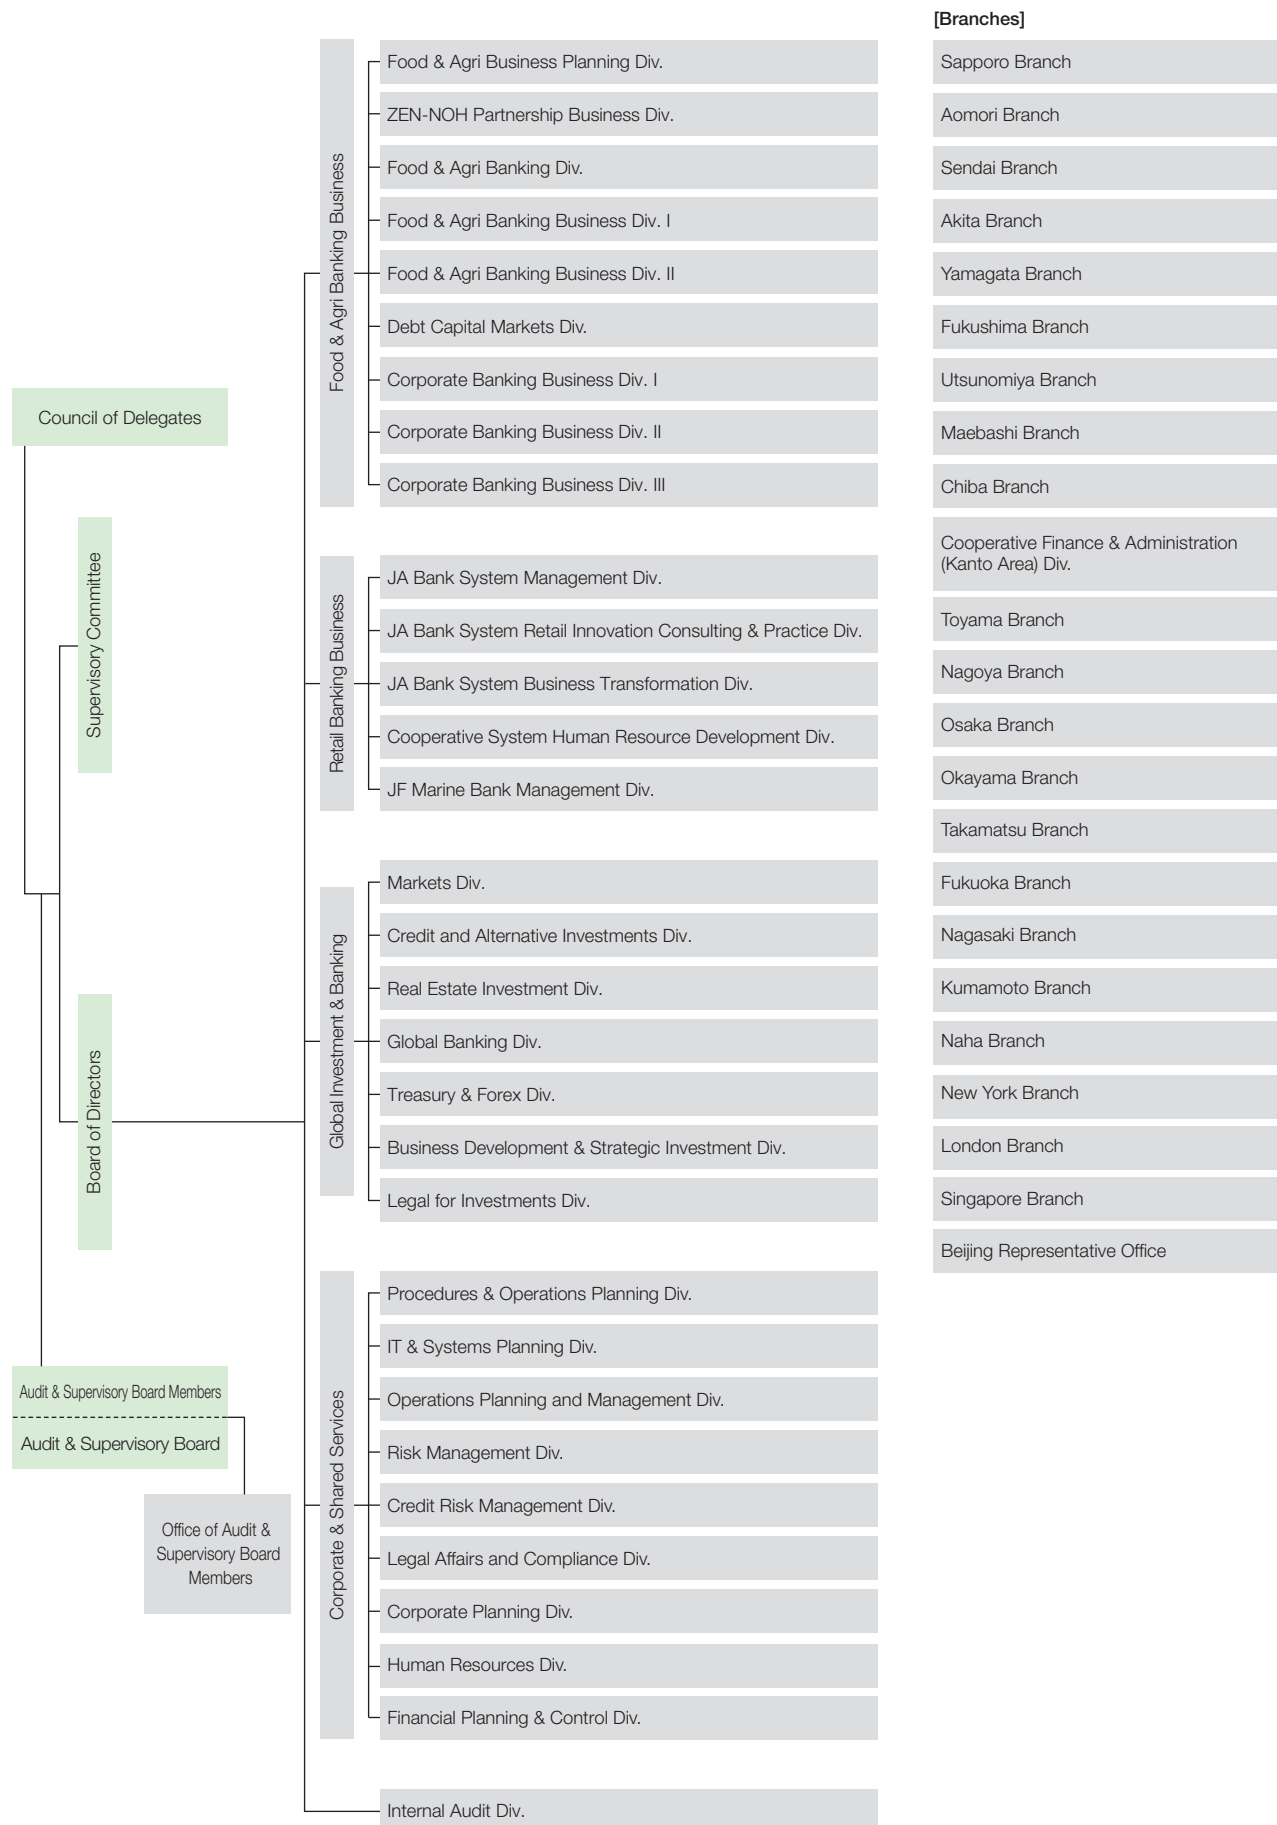 Council of Delegates
Supervisory Committee
Board of Directors
Audit & Supervisory Board Members
Audit & Supervisory Board
Office of Audit &
Supervisory Board
Members
Food & Agri Banking Business
Food & Agri Business Planning Div.
ZEN-NOH Partnership Business Div.
Food & Agri Banking Div.
Food & Agri Banking Business Div. I
Food & Agri Banking Business Div. II
Debt Capital Markets Div.
Corporate Banking Business Div. I
Corporate Banking Business Div. II
Corporate Banking Business Div. III
Retail Banking Business
JA Bank System Management Div.
JA Bank System Retail Innovation Consulting & Practice Div.
JA Bank System Business Transformation Div.
Cooperative System Human Resource Development Div.
JF Marine Bank Management Div.
Global Investment & Banking
Markets Div.
Credit and Alternative Investments Div.
Real Estate Investment Div.
Global Banking Div.
Treasury & Forex Div.
Business Development & Strategic Investment Div.
Legal for Investments Div.
Corporate & Shared Services
Procedures & Operations Planning Div.
IT & Systems Planning Div.
Operations Planning and Management Div.
Risk Management Div.
Credit Risk Management Div.
Legal Affairs and Compliance Div.
Corporate Planning Div.
Human Resources Div.
Financial Planning & Control Div.
Internal Audit Div.
[Branches]
Sapporo Branch
Aomori Branch
Sendai Branch
Akita Branch
Yamagata Branch
Fukushima Branch
Utsunomiya Branch
Maebashi Branch
Chiba Branch
Cooperative Finance & Administration
(Kanto Area) Div.
Toyama Branch
Nagoya Branch
Osaka Branch
Okayama Branch
Takamatsu Branch
Fukuoka Branch
Nagasaki Branch
Kumamoto Branch
Naha Branch
New York Branch
London Branch
Singapore Branch
Beijing Representative Office